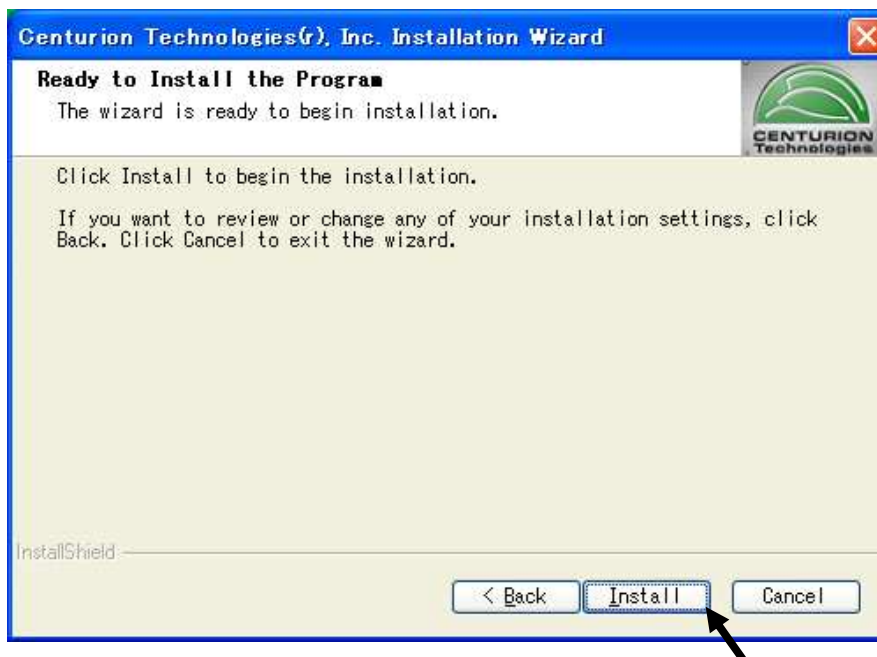 Centurion Technologies(r), Inc. Installation Wizard
Ready to Install the Program
The wizard is ready to begin installation.
CENTURION
Technologies
Click Install to begin the installation.
If you want to review or change any of your installation settings, click
Back. Click Cancel to exit the wizard.
InstallShield
< Back Install Cancel